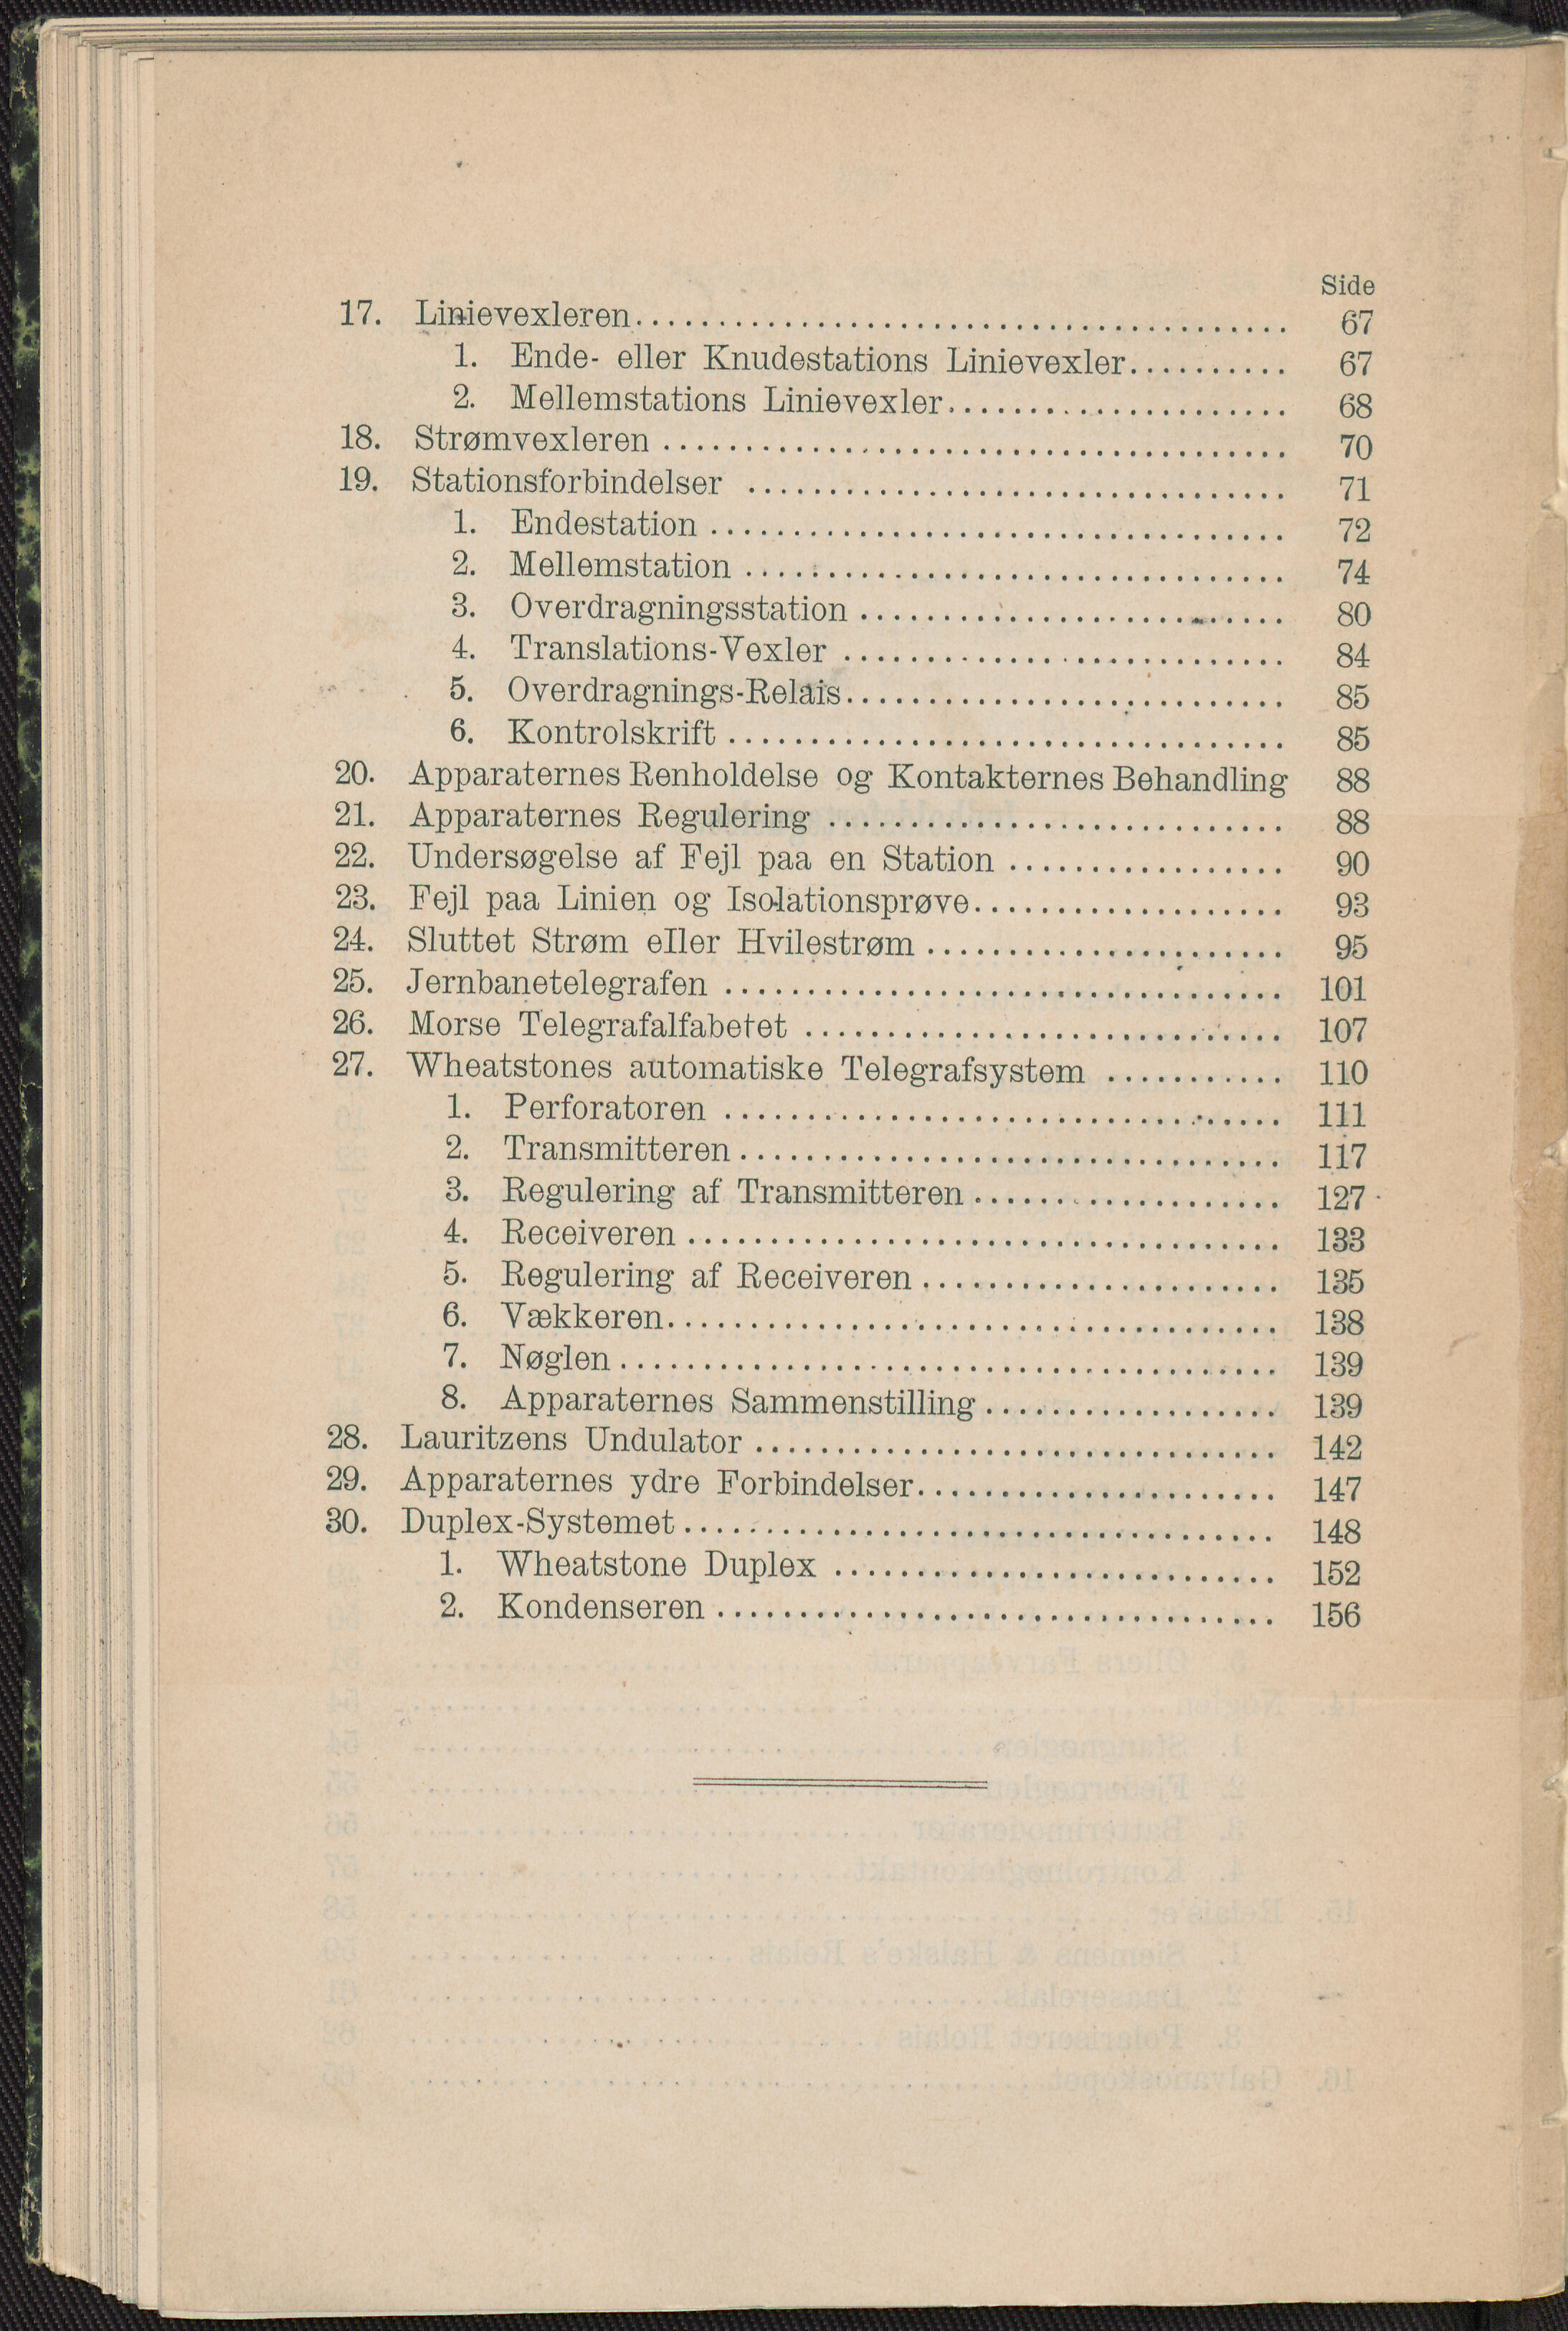 Side
17. Linievexleren........................................ 67
1. Ende- eller Knudestations Linievexler.......... 67
2. Mellemstations Linievexler..................... 68
18. Strømvexleren ...................................... 70
19. Stationsforbindelser ................................. 71
1. Endestation ................................... 72
2. Mellemstation ................................. 74
3. Overdragningsstation .......................... 80
4. Translations-Vexler ........................... 84
5. Overdragnings-Relais........................... 85
6. Kontrolskrift .................................. 85
20. Apparaternes Renholdelse og Kontakternes Behandling 88
21. Apparaternes Regulering ............................ 88
22. Undersøgelse af Fejl paa en Station ................. 90
23. Fejl paa Linien og Isolationsprøve................... 93
24. Sluttet Strøm eller Hvilestrøm ...................... 95
25. Jernbanetelegrafen .................................. 101
26. Morse Telegrafalfabetet ............................. 107
27. Wheatstones automatiske Telegrafsystem ........... 110
1. Perforatoren .................................. 111
2. Transmitteren ................................. 117
3. Regulering af Transmitteren ................... 127
4. Receiveren .................................... 133
5. Regulering af Receiveren ...................... 135
6. Vækkeren..................................... 138
7. Nøglen ........................................ 139
8. Apparaternes Sammenstilling .................. 139
28. Lauritzens Undulator ................................ 142
29. Apparaternes ydre Forbindelser...................... 147
30. Duplex-Systemet .................................... 148
1. Wheatstone Duplex ........................... 152
2. Kondenseren .................................. 156